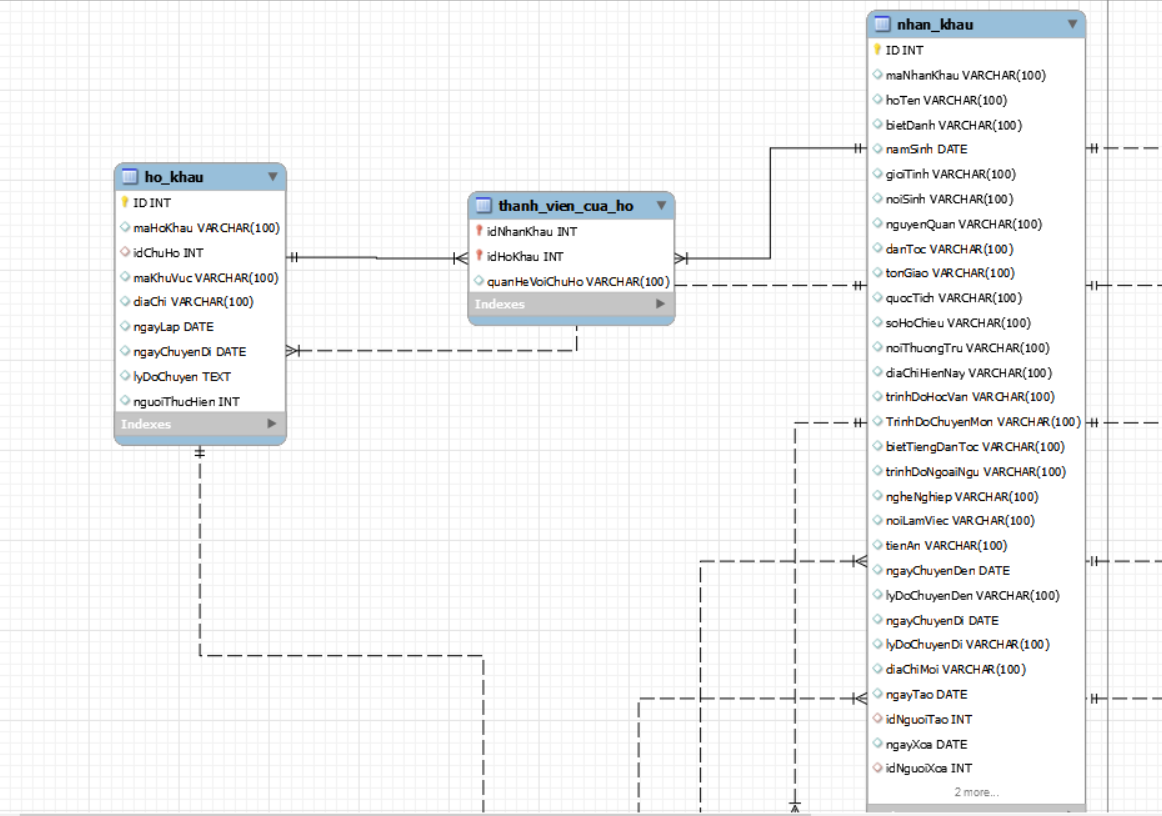 ho_khau
ID INT
maHoKhau VARCHAR(100)
idChuHo INT
maKhuVuc VARCHAR(100)
diaChi VARCHAR(100)
ngayLap DATE
ngayChuyenDi DATE
lyDoChuyen TEXT
nguoiThucHien INT
Indexes
thanh_vien_cua_ho
idNhanKhau INT
idHoKhau INT
quanHeVoiChuHo VARCHAR(100)
Indexes
nhan_khau
ID INT
maNhanKhau VARCHAR(100)
hoTen VARCHAR(100)
bietDanh VARCHAR(100)
namSinh DATE
gioiTinh VARCHAR(100)
noiSinh VARCHAR(100)
nguyenQuan VARCHAR(100)
danToc VARCHAR(100)
tonGiao VARCHAR(100)
quocTich VARCHAR(100)
soHoChieu VARCHAR(100)
noiThuongTru VARCHAR(100)
diaChiHienNay VARCHAR(100)
trinhDoHocVan VARCHAR(100)
TrinhDoChuyenMon VARCHAR(100)
bietTiengDanToc VARCHAR(100)
trinhDoNgoaiNgu VARCHAR(100)
ngheNghiep VARCHAR(100)
noiLamViec VARCHAR(100)
tienAn VARCHAR(100)
ngayChuyenDen DATE
lyDoChuyenDen VARCHAR(100)
ngayChuyenDi DATE
lyDoChuyenDi VARCHAR(100)
diaChiMoi VARCHAR(100)
ngayTao DATE
idNguoiTao INT
ngayXoa DATE
idNguoiXoa INT
2 more...